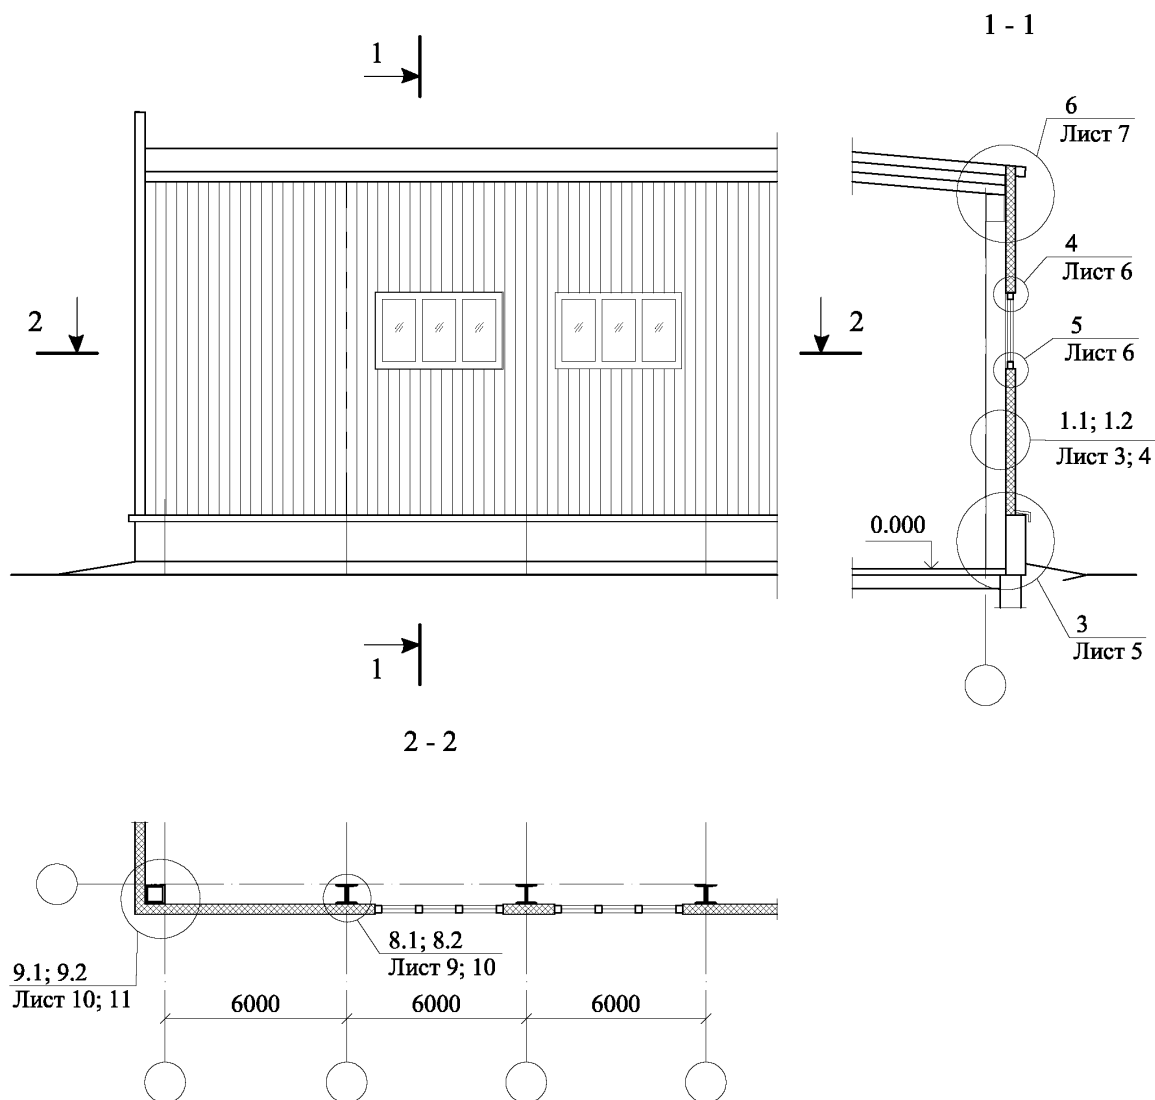 1 - 1
1
6
Лист 7
4
Лист 6
2
2
5
Лист 6
1.1; 1.2
Лист 3; 4
0.000
3
Лист 5
1
2 - 2
8.1; 8.2
Лист 9; 10
9.1; 9.2
Лист 10; 11
6000
6000
6000